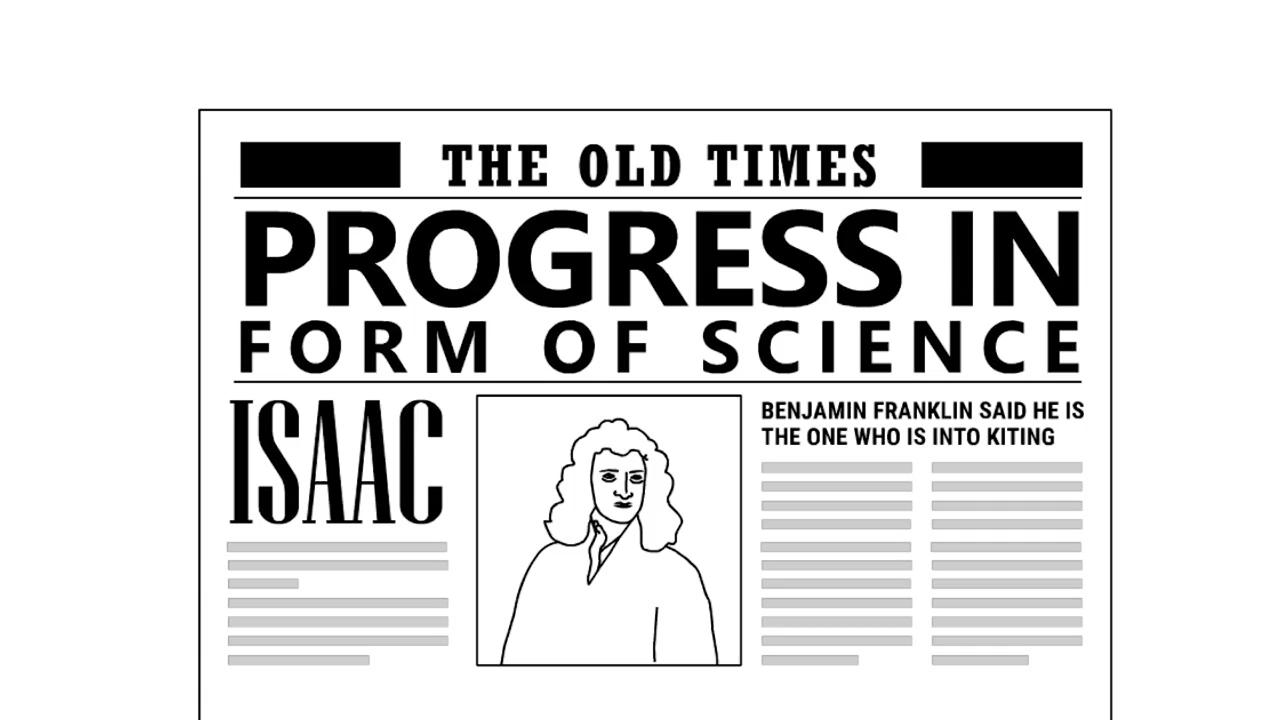 THE OLD TIMES
PROGRESS IN
FORM OF SCIENCE
ISAAC
BENJAMIN FRANKLIN SAID HE IS
THE ONE WHO IS INTO KITING